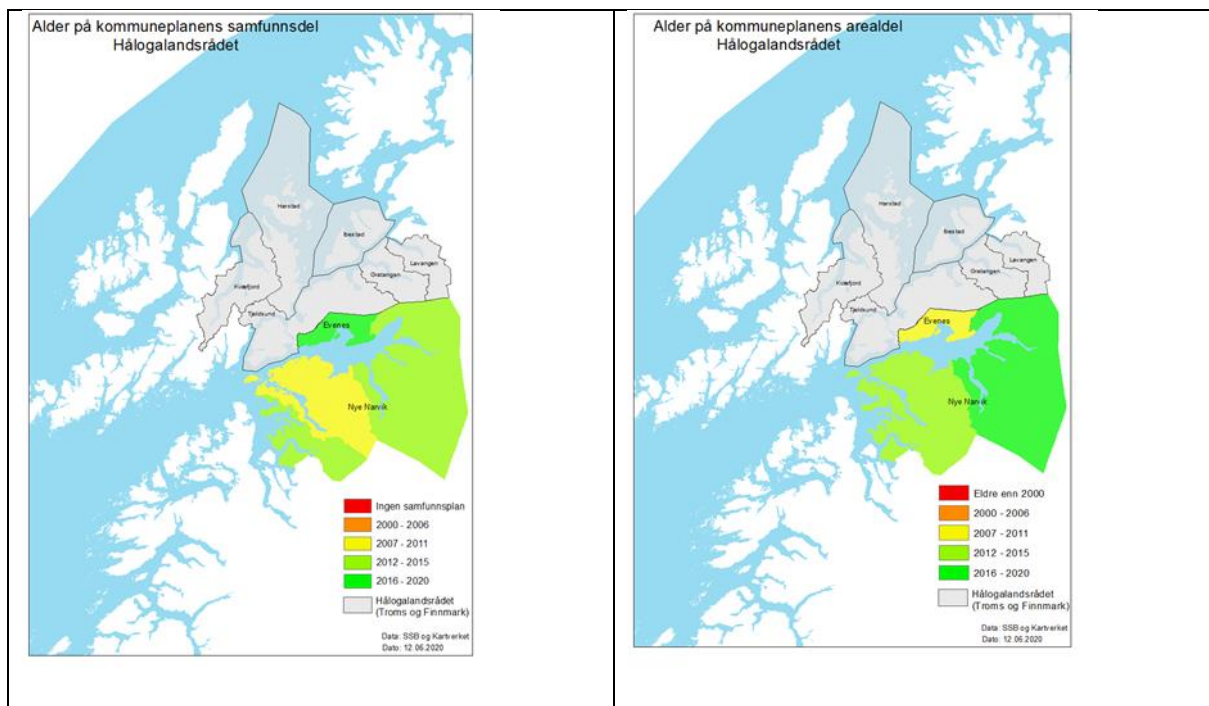 Alder på kommuneplanens samfunnsdel
Hålogalandsrådet
Harstad
Ibestad
Lavangen
Gratangen
Kvæfjord
Tjeldsund
Evenes
Nye Narvik
Ingen samfunnsplan
2000 - 2006
2007 - 2011
2012 - 2015
2016 - 2020
Hålogalandsrådet
(Troms og Finnmark)
Data: SSB og Kartverket
Dato: 12.06.2020
Alder på kommuneplanens arealdel
Hålogalandsrådet
Harstad
Ibestad
Lavangen
Gratangen
Kvæfjord
Tjeldsund
Evenes
Nye Narvik
Eldre enn 2000
2000 - 2006
2007 - 2011
2012 - 2015
2016 - 2020
Hålogalandsrådet
(Troms og Finnmark)
Data: SSB og Kartverket
Dato: 12.06.2020